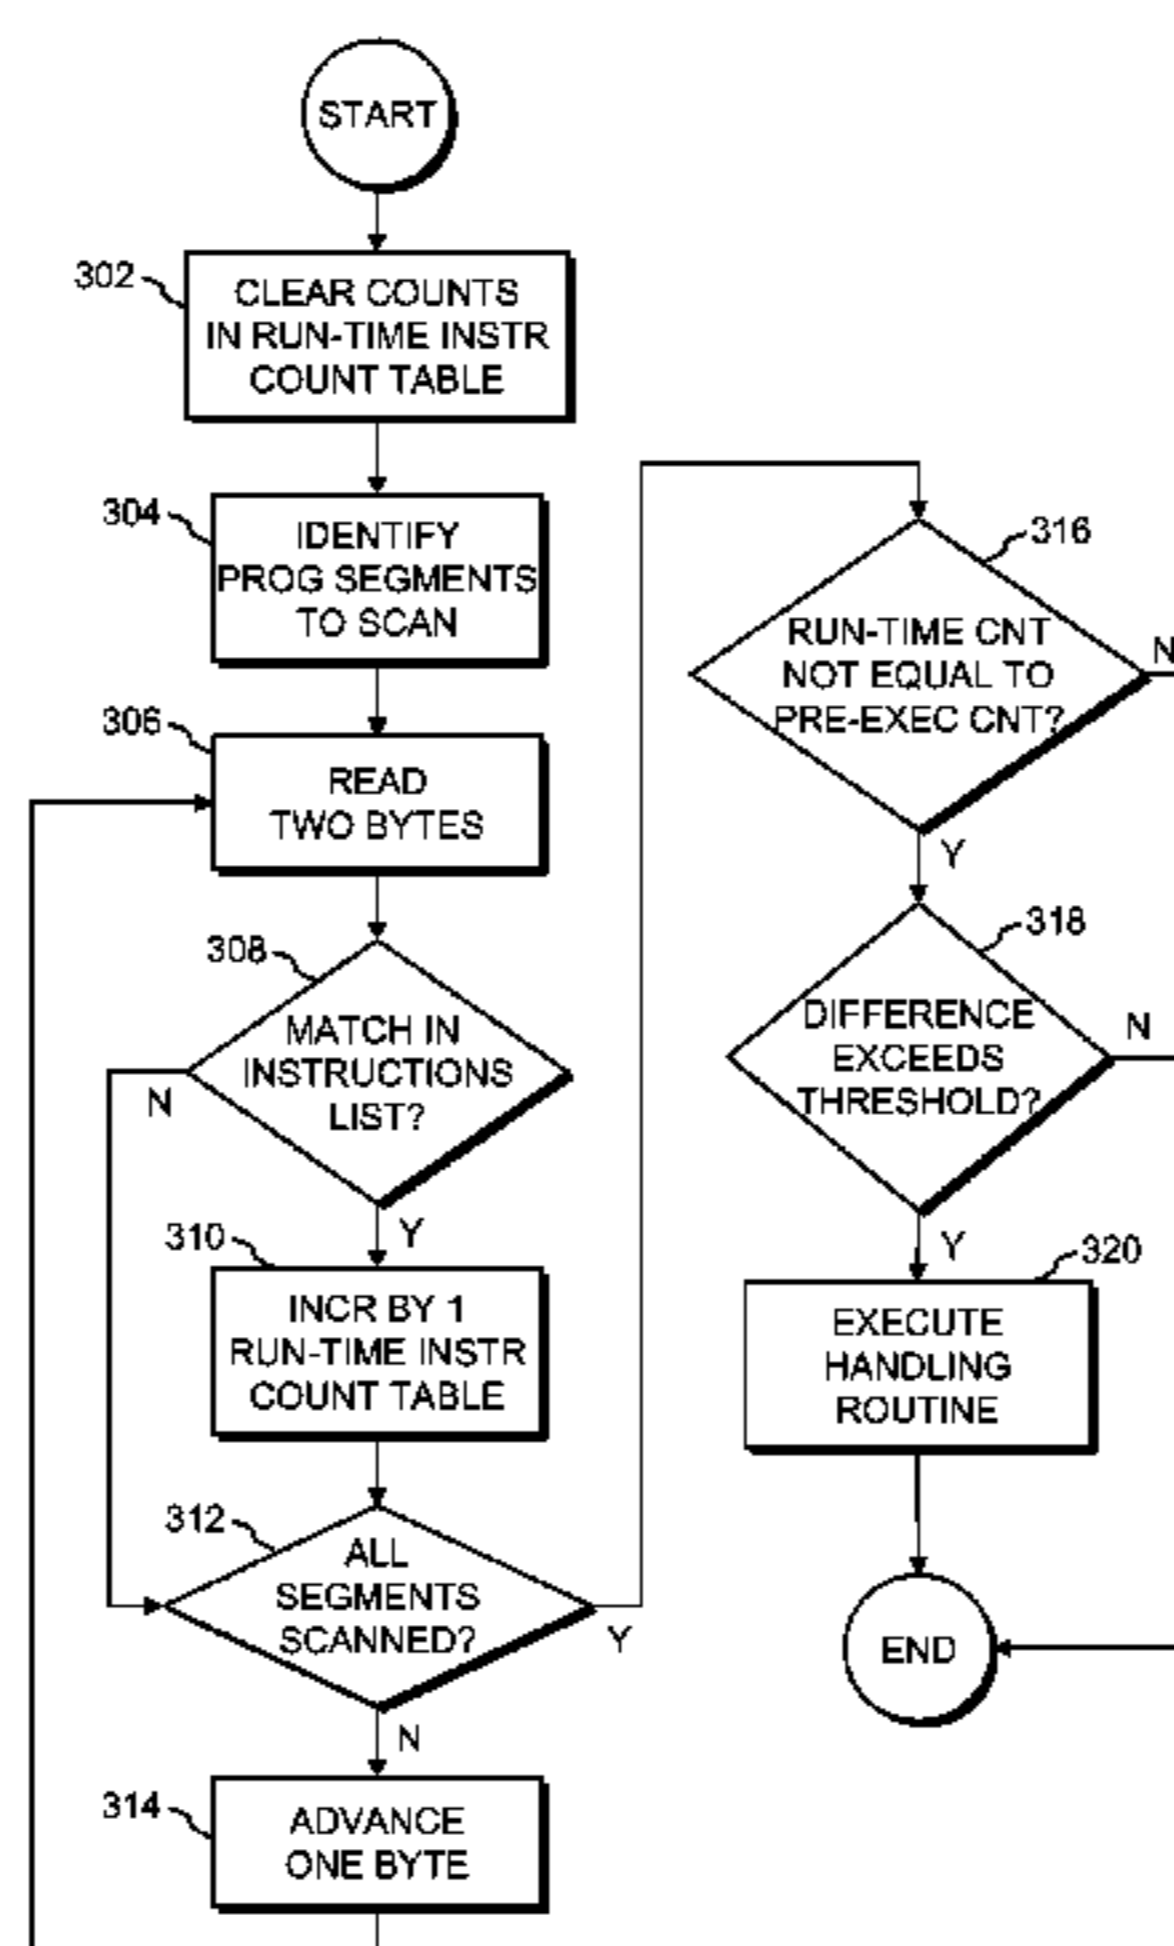 START
302
CLEAR COUNTS
IN RUN-TIME INSTR
COUNT TABLE
304
IDENTIFY
PROG SEGMENTS
TO SCAN
306
READ
TWO BYTES
308
MATCH IN
INSTRUCTIONS
LIST?
N
Y
310
INCR BY 1
RUN-TIME INSTR
COUNT TABLE
312
ALL
SEGMENTS
SCANNED?
Y
N
314
ADVANCE
ONE BYTE
316
RUN-TIME CNT
NOT EQUAL TO
PRE-EXEC CNT?
N
Y
318
DIFFERENCE
EXCEEDS
THRESHOLD?
N
Y
320
EXECUTE
HANDLING
ROUTINE
END